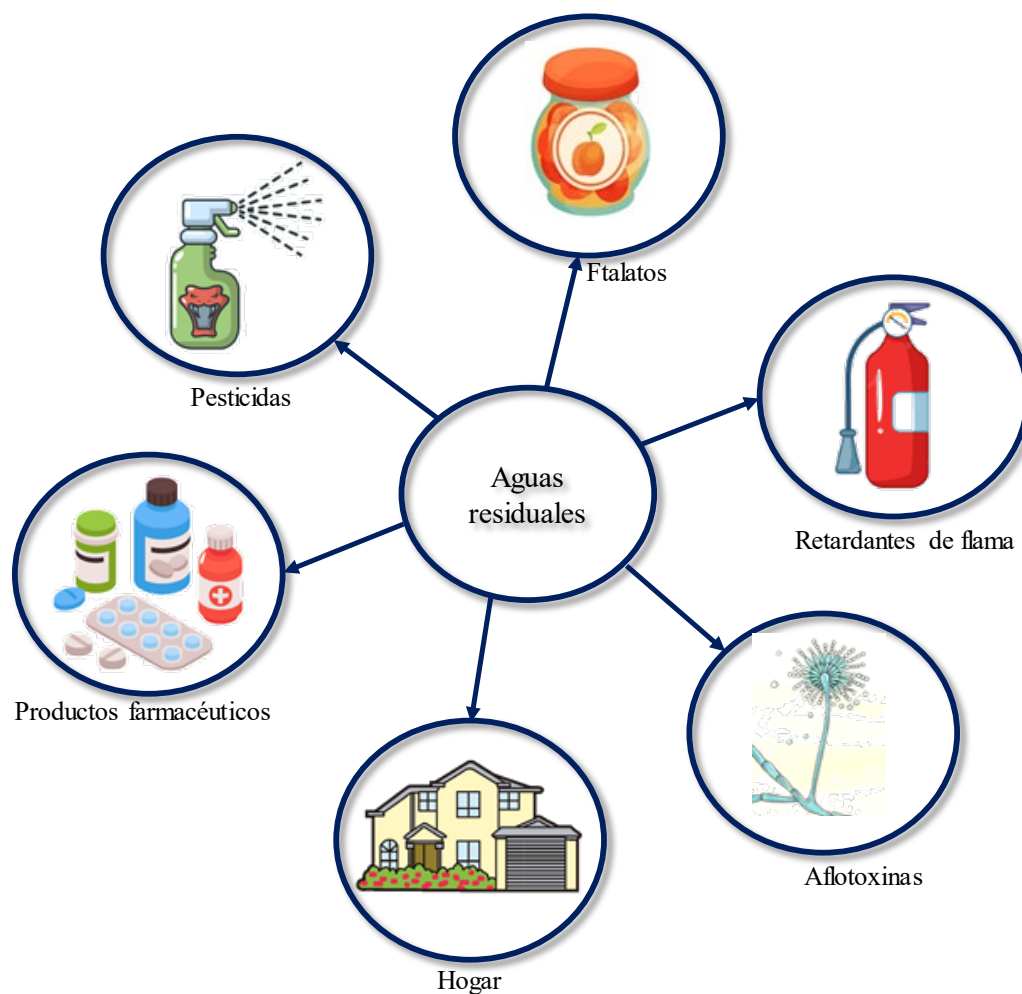 Ftalatos
Pesticidas
Aguas
residuales
Retardantes de flama
Productos farmacéuticos
Aflotoxinas
Hogar